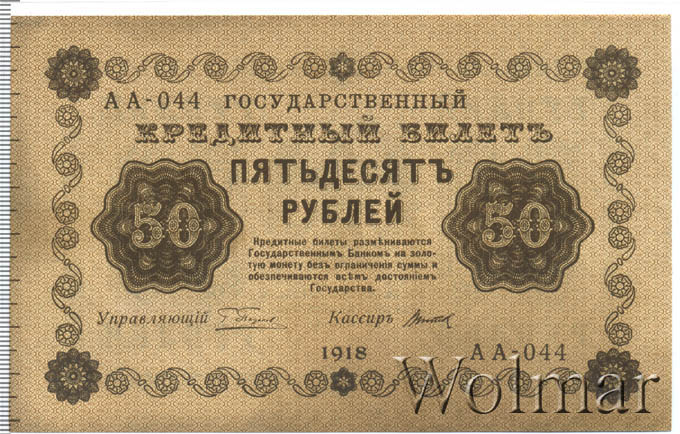 АА-044 ГОСУДАРСТВЕННЫЙ
КРЕДИТНЫЙ БИЛЕТЪ
ПЯТЬДЕСЯТЪ
РУБЛЕЙ
50 50
Кредитные билеты размѣниваются
Государственнымъ Банкомъ на золо-
тую монету безъ ограниченія суммы и
обезпечиваются всѣмъ достояніемъ
Государства.
Управляющій Кассиръ
1918 АА-044
Wolmar